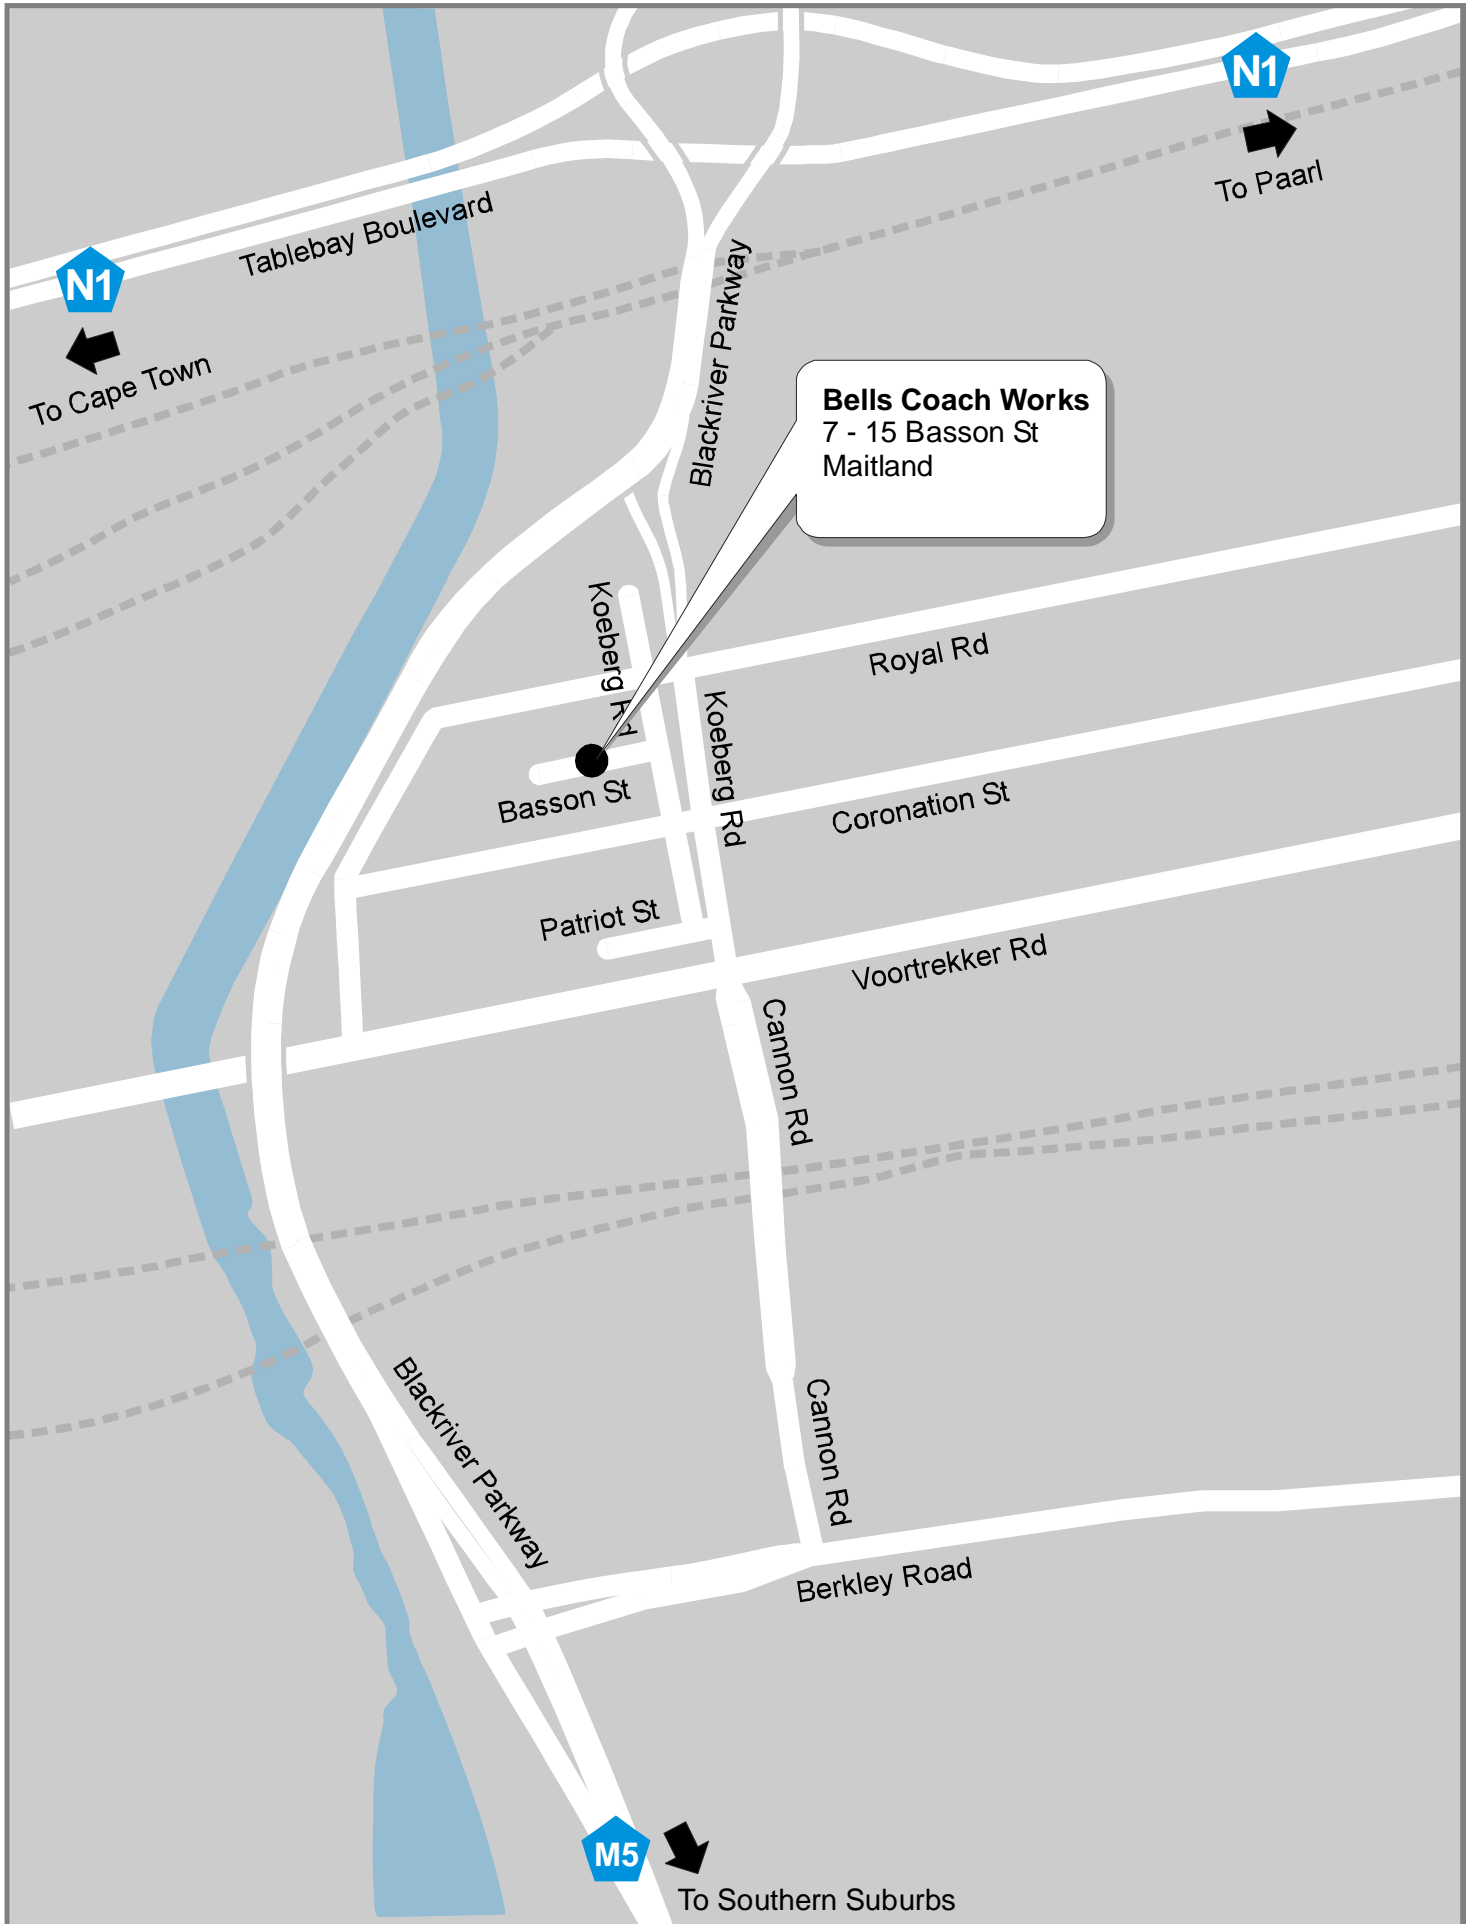 N1
To Paarl
Tablebay Boulevard
N1
To Cape Town
Blackriver Parkway
Bells Coach Works
7 - 15 Basson St
Maitland
Koeberg Rd
Royal Rd
Koeberg Rd
Basson St
Coronation St
Patriot St
Voortrekker Rd
Cannon Rd
Blackriver Parkway
Cannon Rd
Berkley Road
M5
To Southern Suburbs